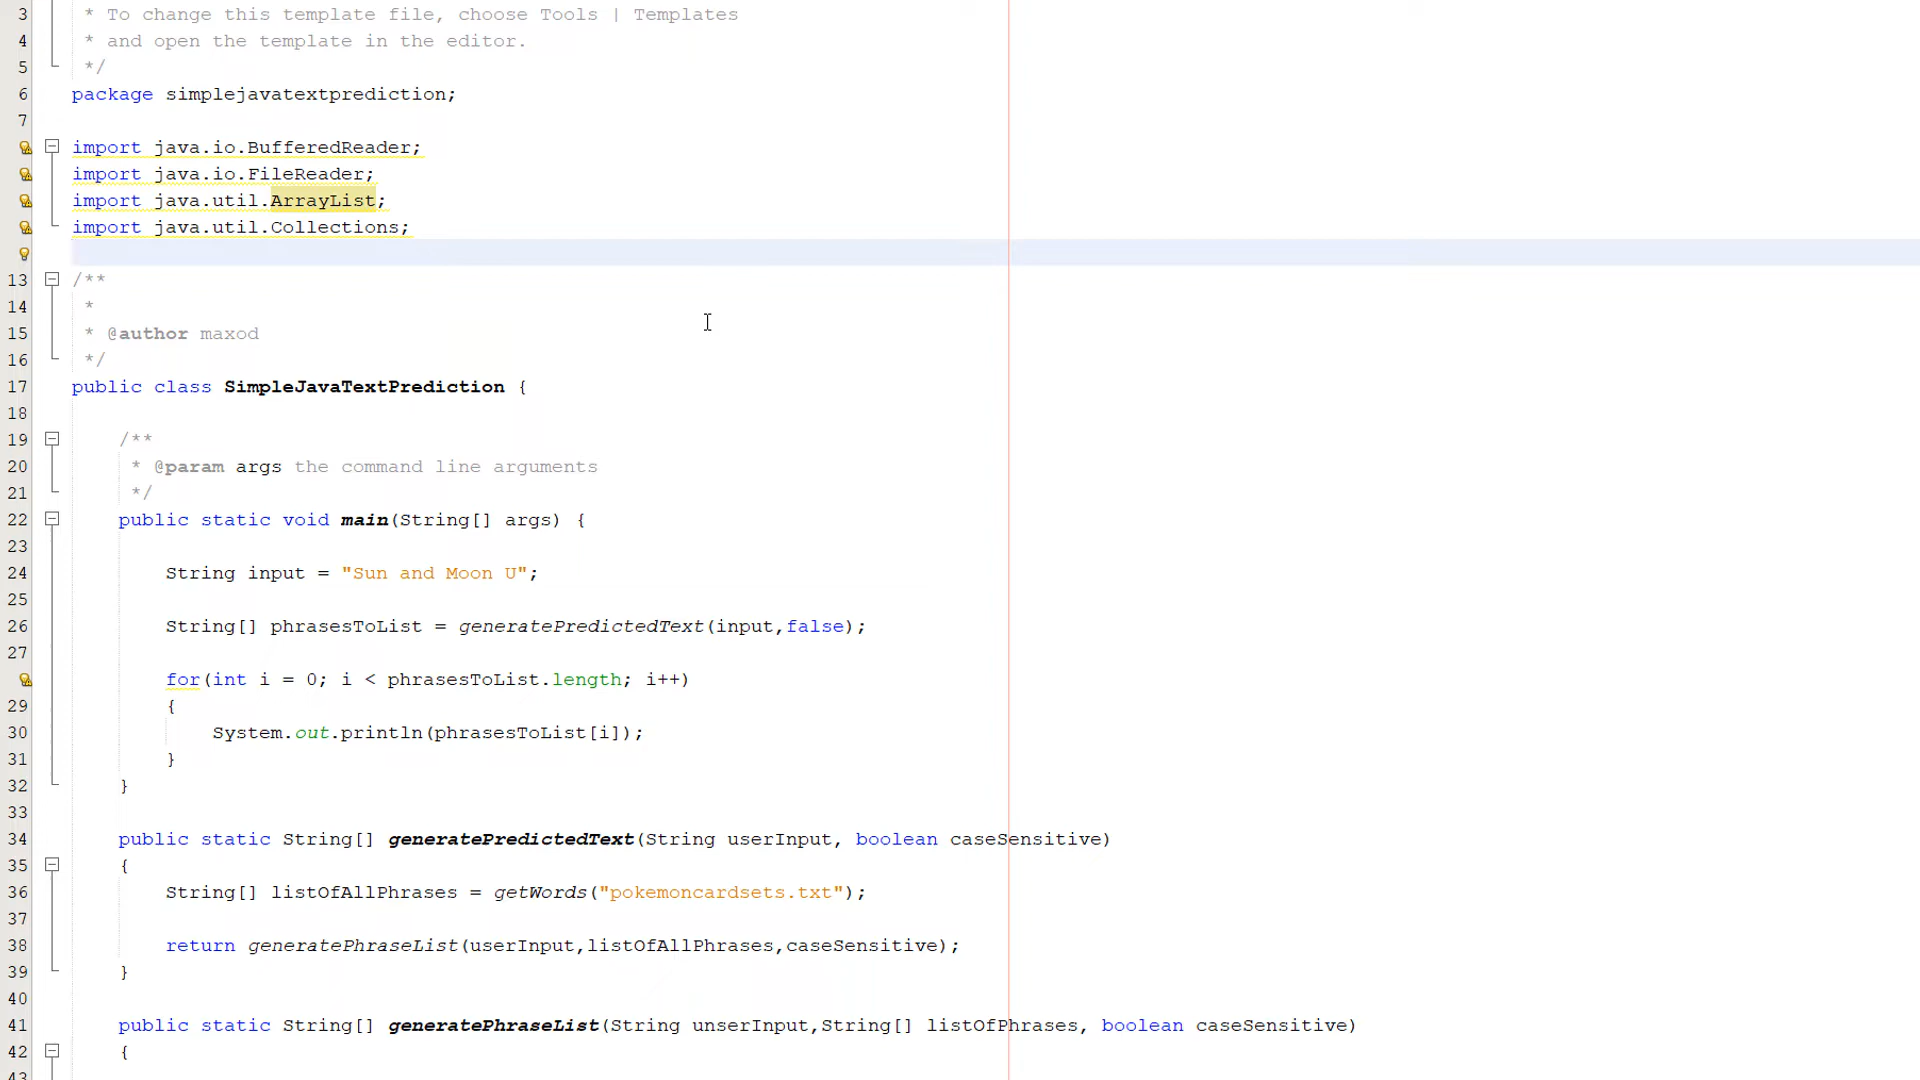 3 * To change this template file, choose Tools | Templates
4 * and open the template in the editor.
5 */
6 package simplejavatextprediction;
7
import java.io.BufferedReader;
import java.io.FileReader;
import java.util.ArrayList;
import java.util.Collections;
13 /**
14 *
15 * @author maxod
16 */
17 public class SimpleJavaTextPrediction {
18
19 /**
20 * @param args the command line arguments
21 */
22 public static void main(String[] args) {
23
24 String input = "Sun and Moon U";
25
26 String[] phrasesToList = generatePredictedText(input,false);
27
for(int i = 0; i < phrasesToList.length; i++)
29 {
30 System.out.println(phrasesToList[i]);
31 }
32 }
33
34 public static String[] generatePredictedText(String userInput, boolean caseSensitive)
35 {
36 String[] listOfAllPhrases = getWords("pokemoncardsets.txt");
37
38 return generatePhraseList(userInput,listOfAllPhrases,caseSensitive);
39 }
40
41 public static String[] generatePhraseList(String unserInput,String[] listOfPhrases, boolean caseSensitive)
42 {
43